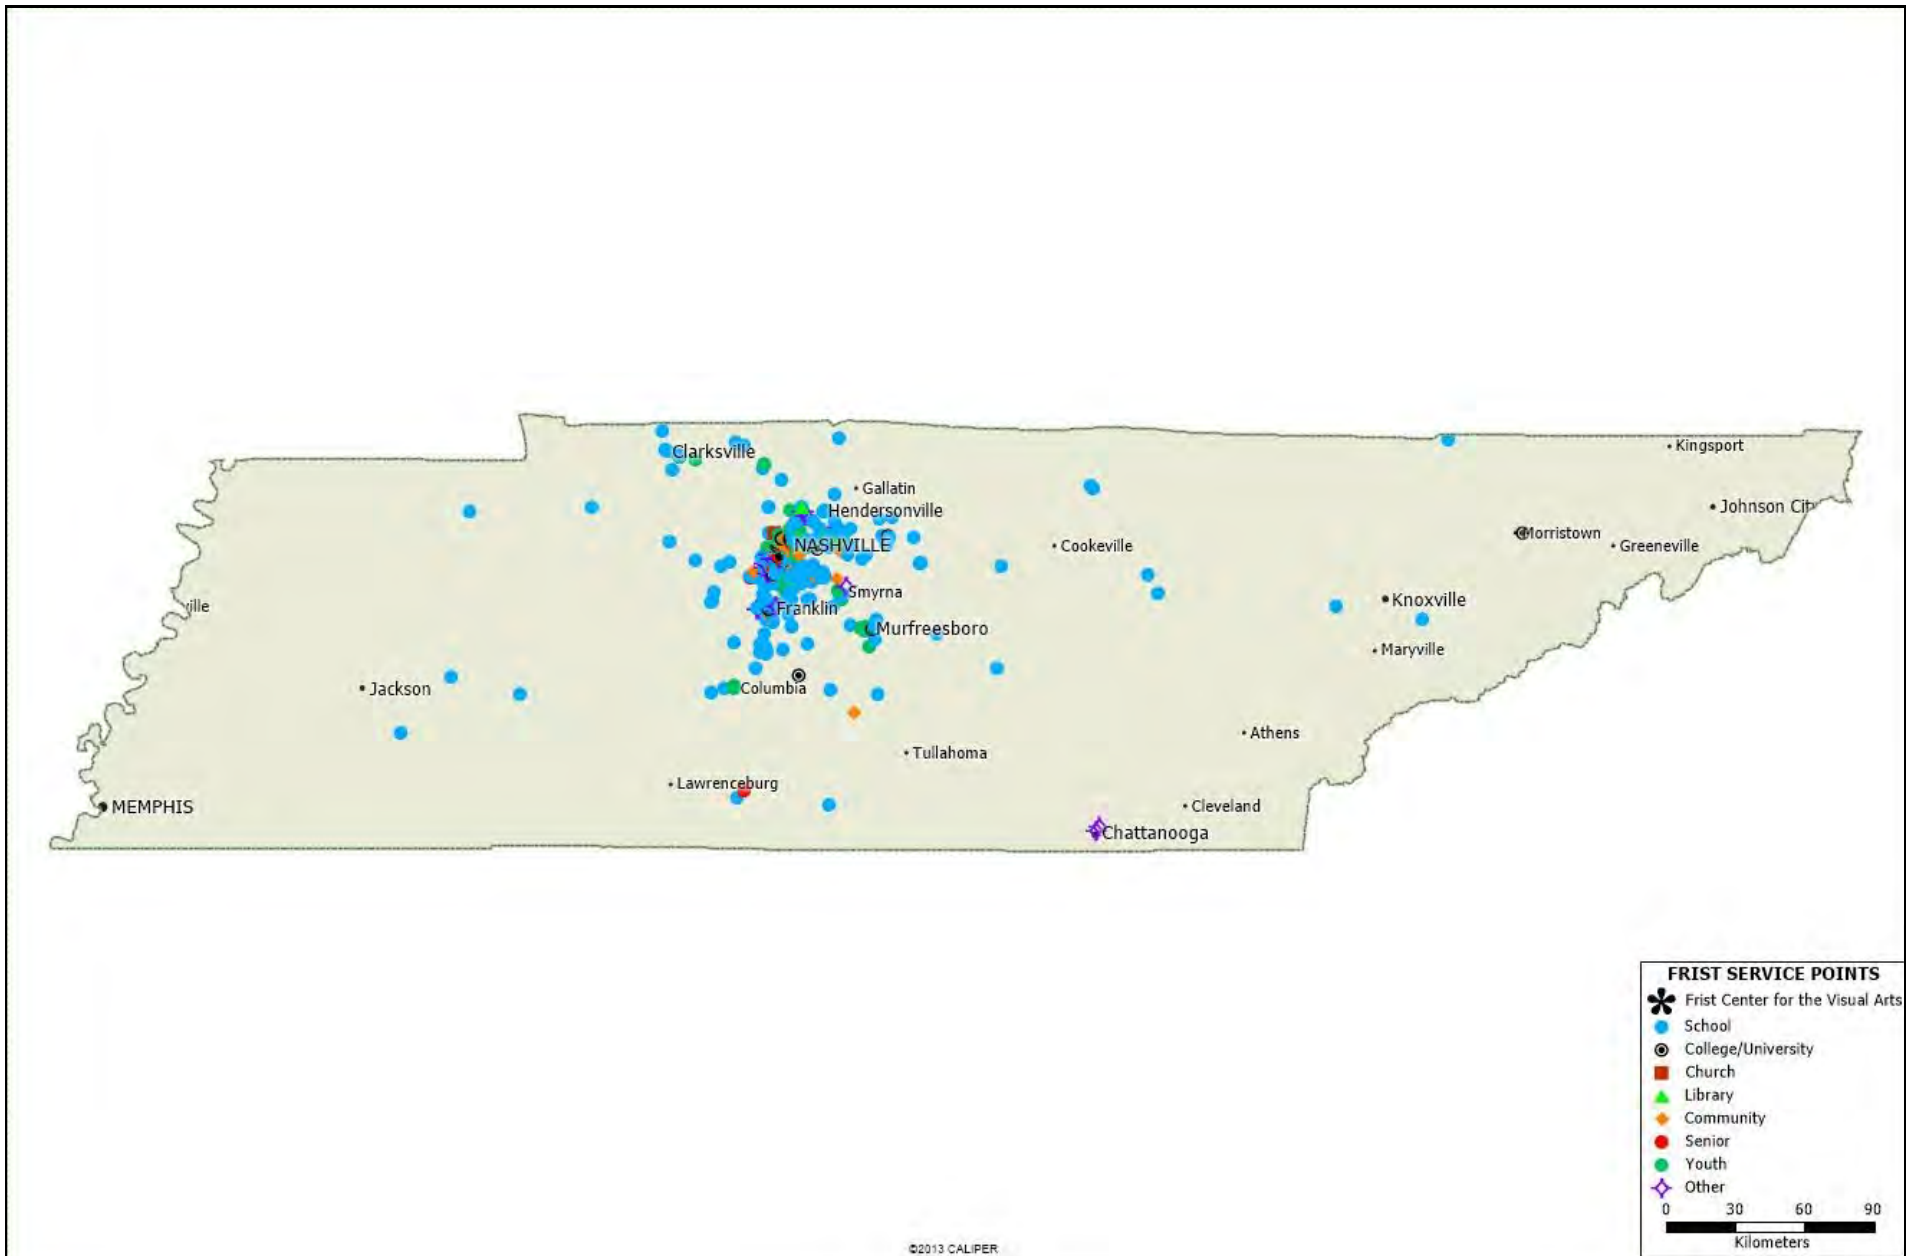 Clarksville
Kingsport
Gallatin
Johnson Cit
Hendersonville
Morristown
NASHVILLE
Cookeville
Greeneville
Smyrna
Knoxville
ille
Franklin
Murfreesboro
Maryville
Jackson
Columbia
Athens
Tullahoma
Lawrenceburg
MEMPHIS
Cleveland
Chattanooga
FRIST SERVICE POINTS
Frist Center for the Visual Arts
School
College/University
Church
Library
Community
Senior
Youth
Other
0 30 60 90
Kilometers
©2013 CALIPER